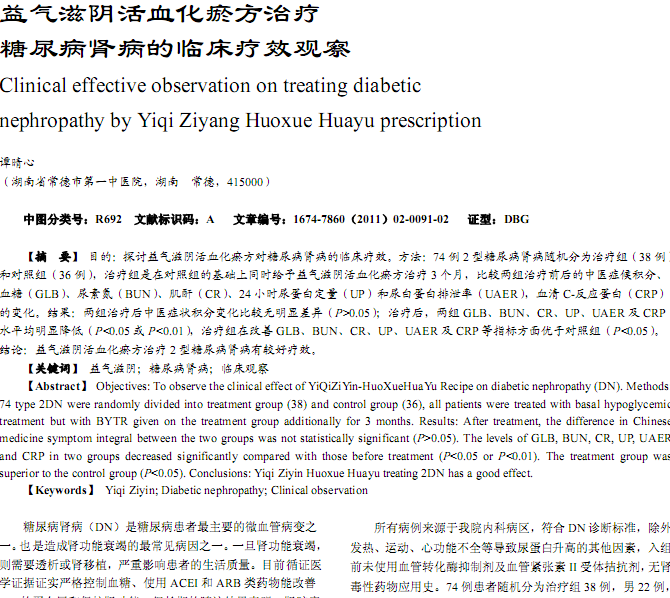 益气滋阴活血化瘀方治疗
糖尿病肾病的临床疗效观察
Clinical effective observation on treating diabetic
nephropathy by Yiqi Ziyang Huoxue Huayu prescription
谭晴心
（湖南省常德市第一中医院，湖南　常德，415000）
中图分类号：R692　文献标识码：A　文章编号：1674-7860（2011）02-0091-02　证型：DBG
【摘　要】目的：探讨益气滋阴活血化瘀方对糖尿病肾病的临床疗效。方法：74 例 2 型糖尿病肾病随机分为治疗组（38 例）
和对照组（36 例），治疗组是在对照组的基础上同时给予益气滋阴活血化瘀方治疗 3 个月，比较两组治疗前后的中医症候积分、
血糖（GLB）、尿素氮（BUN）、肌酐（CR）、24 小时尿蛋白定量（UP）和尿白蛋白排泄率（UAER），血清 C-反应蛋白（CRP）
的变化。结果：两组治疗后中医症状积分变化比较无明显差异（P>0.05）；治疗后，两组 GLB、BUN、CR、UP、UAER 及 CRP
水平均明显降低（P<0.05 或 P<0.01），治疗组在改善 GLB、BUN、CR、UP、UAER 及 CRP 等指标方面优于对照组（P<0.05）。
结论：益气滋阴活血化瘀方治疗 2 型糖尿病肾病有较好疗效。
【关键词】益气滋阴；糖尿病肾病；临床观察
【Abstract】Objectives: To observe the clinical effect of YiQiZiYin-HuoXueHuaYu Recipe on diabetic nephropathy (DN). Methods:
74 type 2DN were randomly divided into treatment group (38) and control group (36), all patients were treated with basal hypoglycemic
treatment but with BYTR given on the treatment group additionally for 3 months. Results: After treatment, the difference in Chinese
medicine symptom integral between the two groups was not statistically significant (P>0.05). The levels of GLB, BUN, CR, UP, UAER
and CRP in two groups decreased significantly compared with those before treatment (P<0.05 or P<0.01). The treatment group was
superior to the control group (P<0.05). Conclusions: Yiqi Ziyin Huoxue Huayu treating 2DN has a good effect.
【Keywords】Yiqi Ziyin; Diabetic nephropathy; Clinical observation
糖尿病肾病（DN）是糖尿病患者最主要的微血管病变之
一。也是造成肾功能衰竭的最常见病因之一。一旦肾功能衰竭，
则需要透析或肾移植，严重影响患者的生活质量。目前循证医
学证据证实严格控制血糖、使用 ACEI 和 ARB 类药物能改善
所有病例来源于我院内科病区，符合 DN 诊断标准，除外
发热、运动、心功能不全等导致尿蛋白升高的其他因素，入组
前未使用血管转化酶抑制剂及血管紧张素 II 受体拮抗剂，无肾
毒性药物应用史。74 例患者随机分为治疗组 38 例，男 22 例，